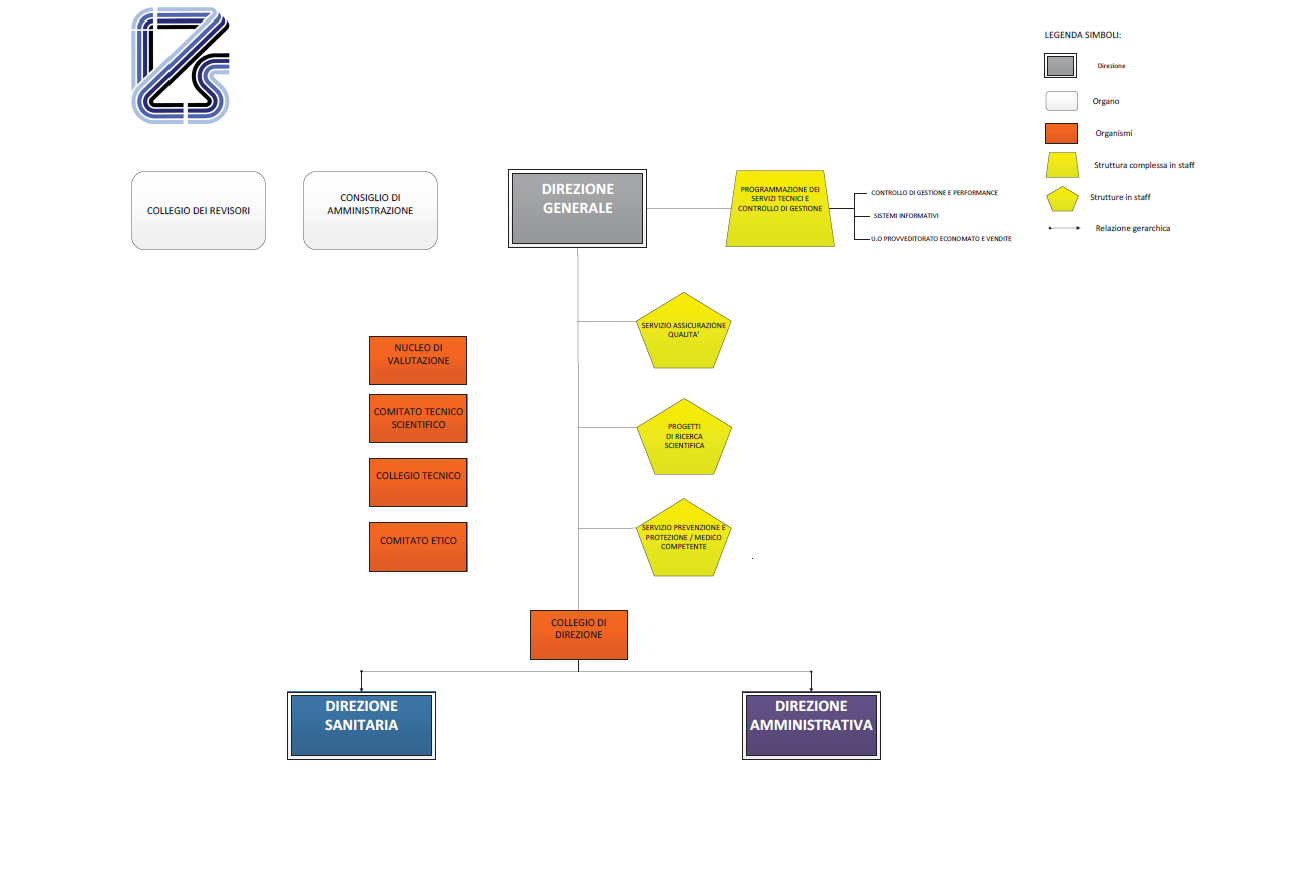 LEGENDA SIMBOLI:
Direzione
Organo
Organismi
Struttura complessa in staff
Strutture in staff
Relazione gerarchica
COLLEGIO DEI REVISORI
CONSIGLIO DI
AMMINISTRAZIONE
DIREZIONE
GENERALE
PROGRAMMAZIONE DEI
SERVIZI TECNICI E
CONTROLLO DI GESTIONE
CONTROLLO DI GESTIONE E PERFORMANCE
SISTEMI INFORMATIVI
U.O PROVVEDITORATO ECONOMATO E VENDITE
SERVIZIO ASSICURAZIONE
QUALITA'
NUCLEO DI
VALUTAZIONE
COMITATO TECNICO
SCIENTIFICO
PROGETTI
DI RICERCA
SCIENTIFICA
COLLEGIO TECNICO
SERVIZIO PREVENZIONE E
PROTEZIONE / MEDICO
COMPETENTE
COMITATO ETICO
COLLEGIO DI
DIREZIONE
DIREZIONE
SANITARIA
DIREZIONE
AMMINISTRATIVA